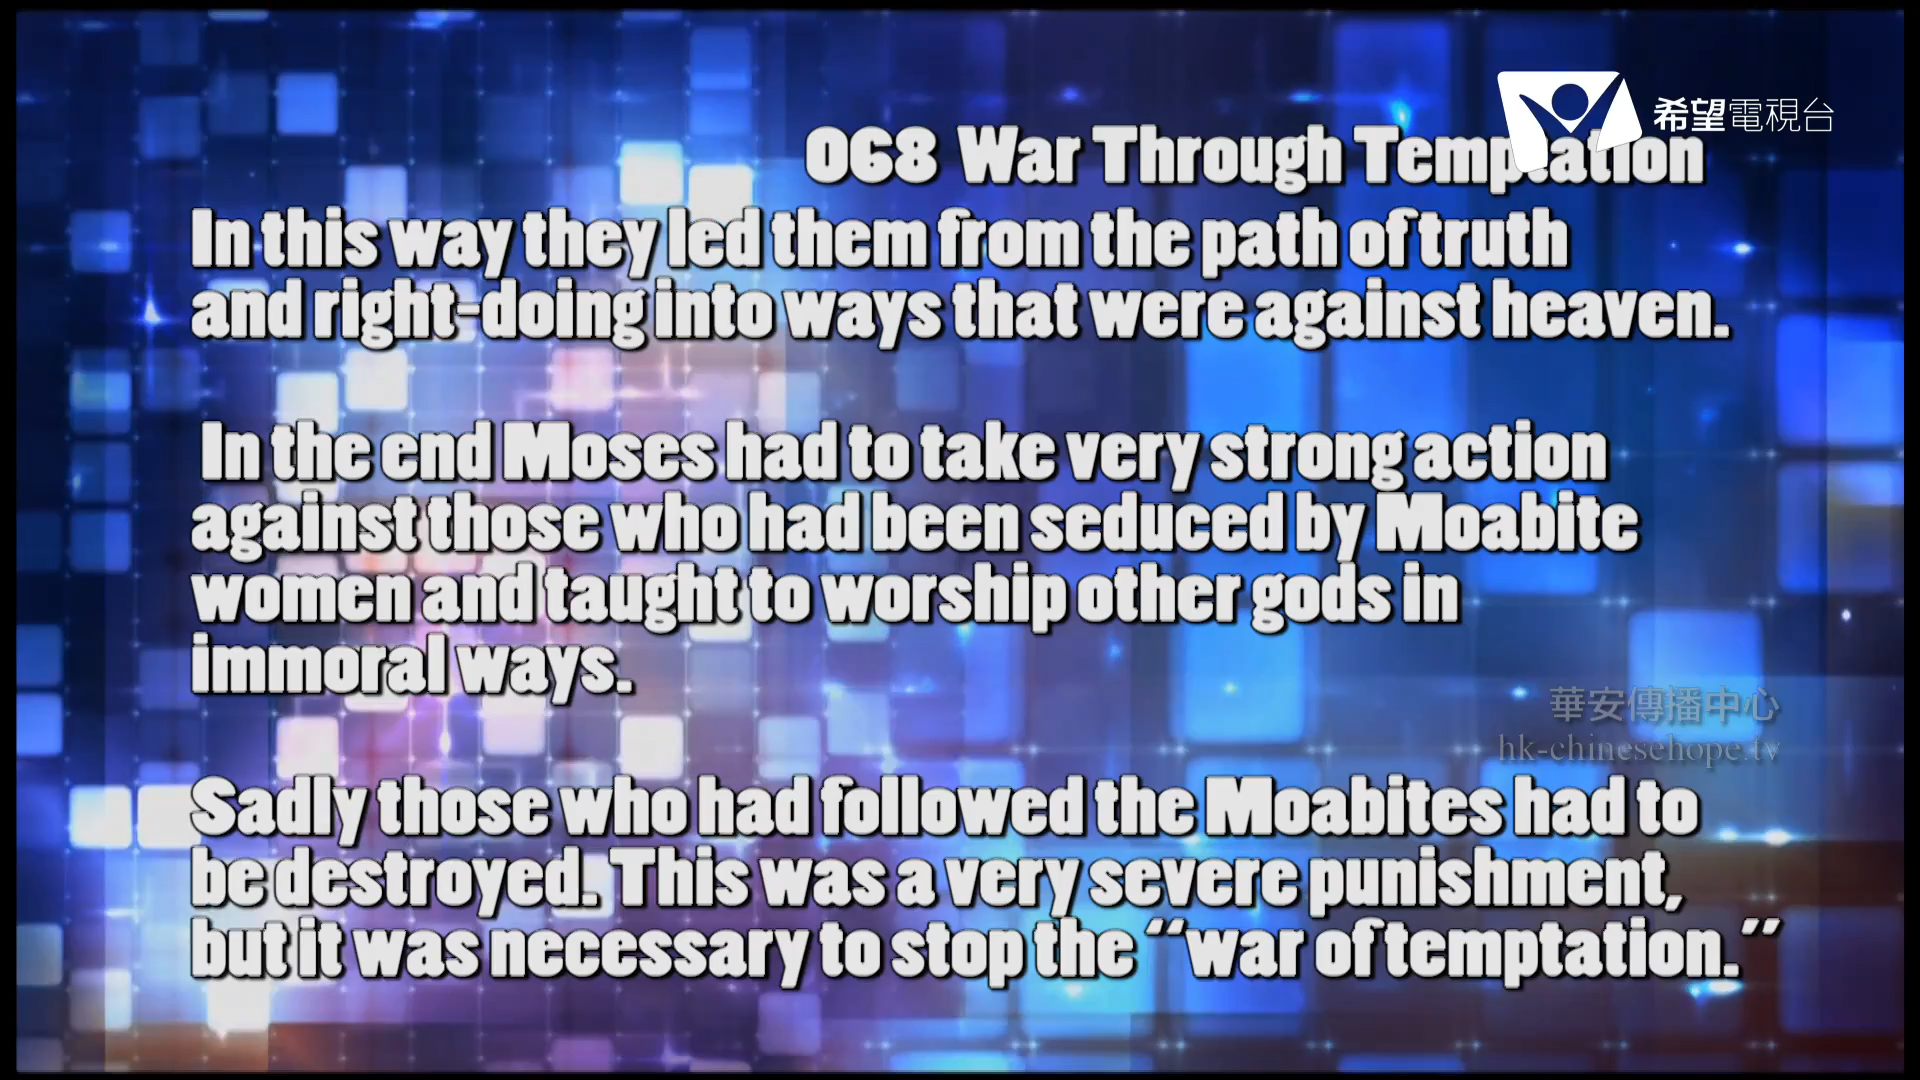 希望電視台
068 War Through Temptation
In this way they led them from the path of truth
and right-doing into ways that were against heaven.
In the end Moses had to take very strong action
against those who had been seduced by Moabite
women and taught to worship other gods in
immoral ways.
華安傳播中心
hk-chinesehope.tv
Sadly those who had followed the Moabites had to
be destroyed. This was a very severe punishment,
but it was necessary to stop the “war of temptation.”